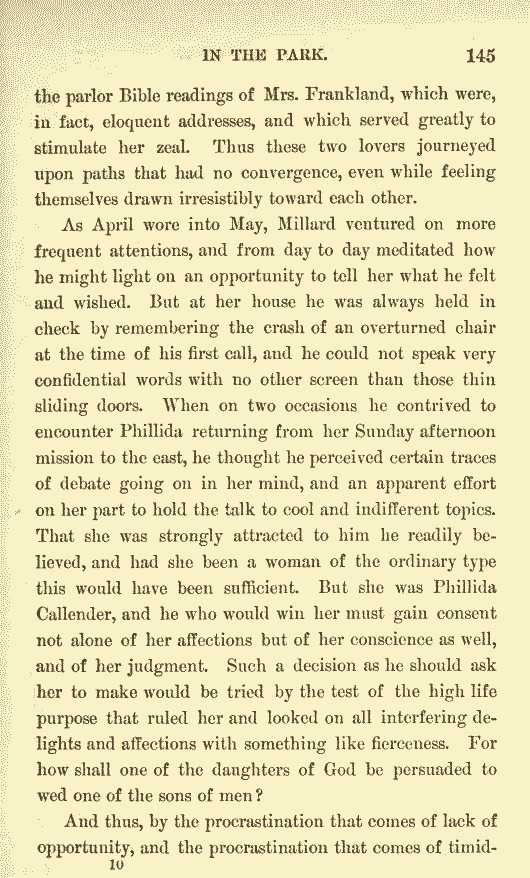 IN THE PARK. 145
the parlor Bible readings of Mrs. Frankland, which were,
in fact, eloquent addresses, and which served greatly to
stimulate her zeal. Thus these two lovers journeyed
upon paths that had no convergence, even while feeling
themselves drawn irresistibly toward each other.
As April wore into May, Millard ventured on more
frequent attentions, and from day to day meditated how
he might light on an opportunity to tell her what he felt
and wished. But at her house he was always held in
check by remembering the crash of an overturned chair
at the time of his first call, and he could not speak very
confidential words with no other screen than those thin
sliding doors. When on two occasions he contrived to
encounter Phillida returning from her Sunday afternoon
mission to the east, he thought he perceived certain traces
of debate going on in her mind, and an apparent effort
on her part to hold the talk to cool and indifferent topics.
That she was strongly attracted to him he readily be-
lieved, and had she been a woman of the ordinary type
this would have been sufficient. But she was Phillida
Callender, and he who would win her must gain consent
not alone of her affections but of her conscience as well,
and of her judgment. Such a decision as he should ask
her to make would be tried by the test of the high life
purpose that ruled her and looked on all interfering de-
lights and affections with something like fierceness. For
how shall one of the daughters of God be persuaded to
wed one of the sons of men?
And thus, by the procrastination that comes of lack of
opportunity, and the procrastination that comes of timid-
10